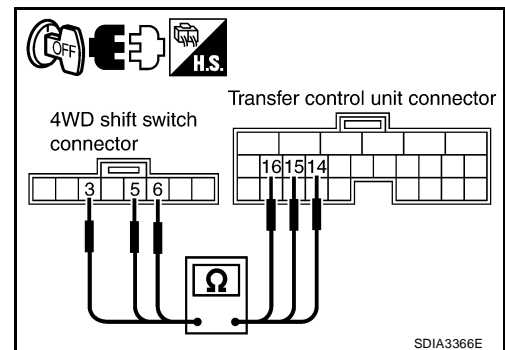 OFF
H.S.
Transfer control unit connector
4WD shift switch
connector
16 15 14
3 5 6
Ω
SDIA3366E